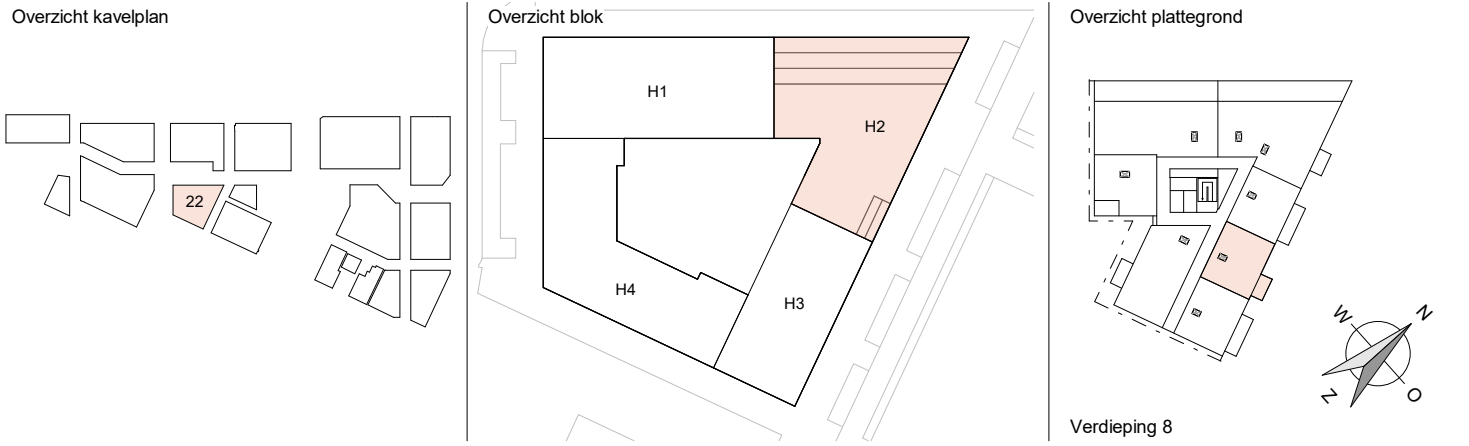 Overzicht kavelplan
22
Overzicht blok
H1
H2
H3
H4
Overzicht plattegrond
N
W
O
Z
Verdieping 8